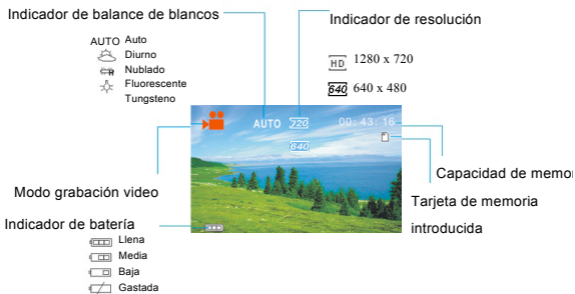 Indicador de balance de blancos
AUTO Auto
Diurno
Nublado
Fluorescente
Tungsteno
Indicador de resolución
HD 1280 x 720
640 640 x 480
AUTO 720 00:43:16
640
Capacidad de memor
Tarjeta de memoria
introducida
Modo grabación video
Indicador de batería
Llena
Media
Baja
Gastada